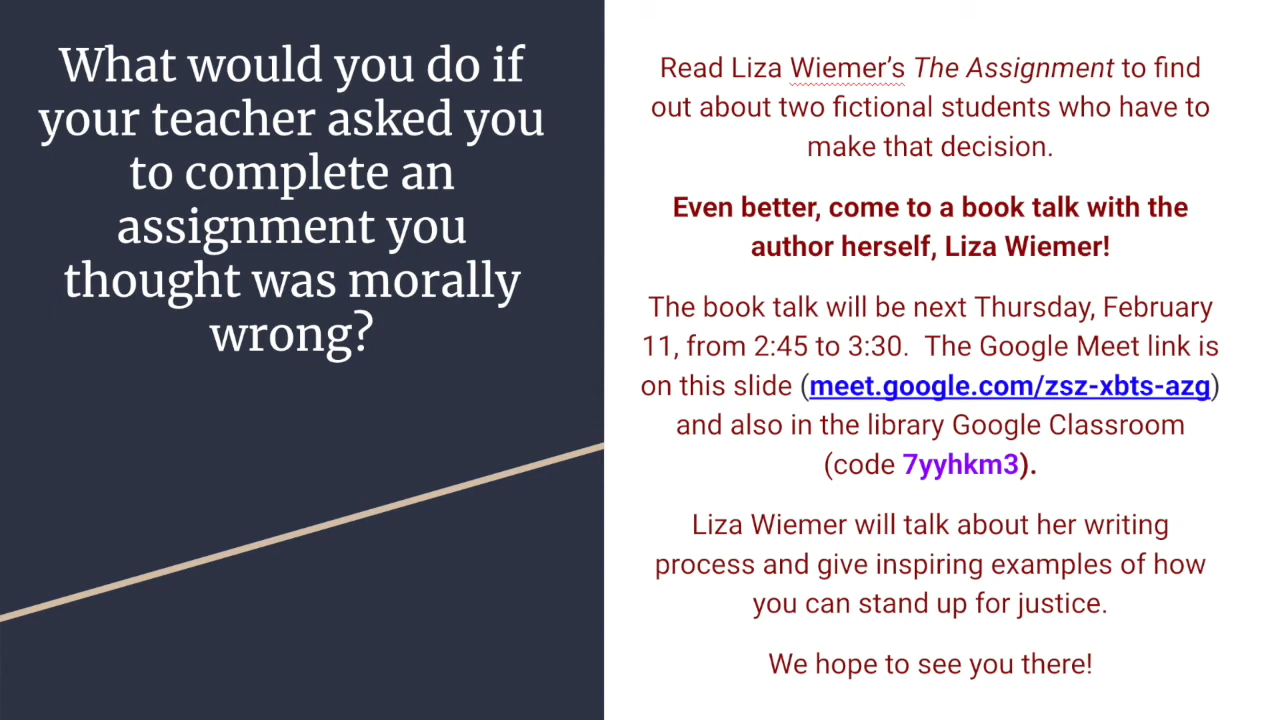 What would you do if
your teacher asked you
to complete an
assignment you
thought was morally
wrong?
Read Liza Wiemer’s The Assignment to find
out about two fictional students who have to
make that decision.
Even better, come to a book talk with the
author herself, Liza Wiemer!
The book talk will be next Thursday, February
11, from 2:45 to 3:30.  The Google Meet link is
on this slide (meet.google.com/zsz-xbts-azg)
and also in the library Google Classroom
(code 7yyhkm3).
Liza Wiemer will talk about her writing
process and give inspiring examples of how
you can stand up for justice.
We hope to see you there!